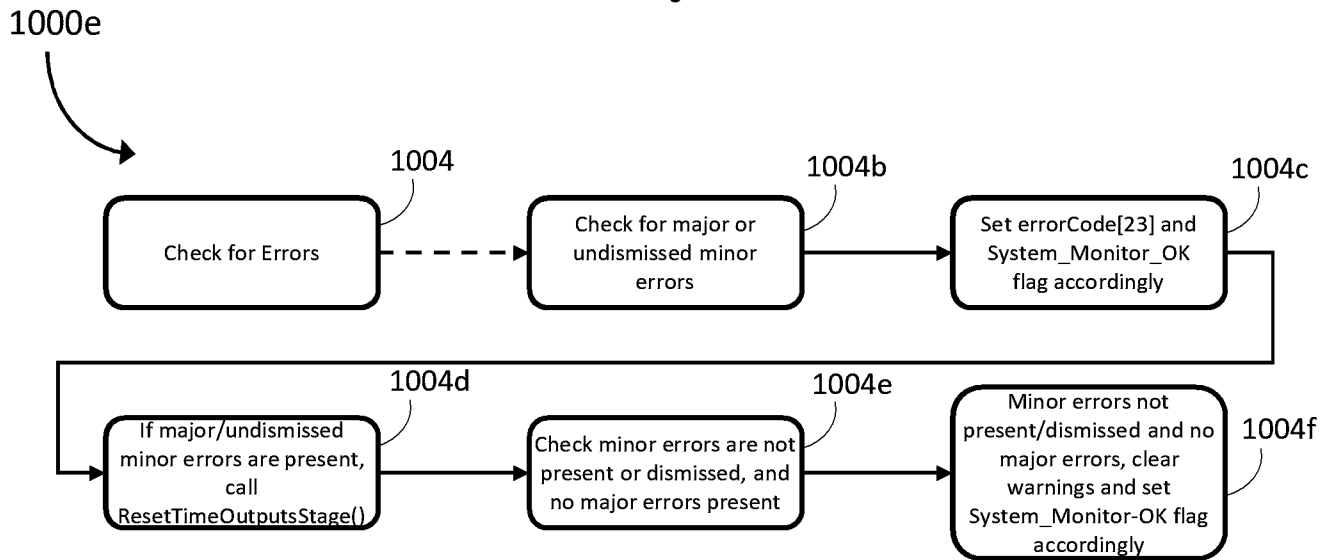 1000e
1004
Check for Errors
1004b
Check for major or
undismissed minor
errors
1004c
Set errorCode[23] and
System_Monitor_OK
flag accordingly
1004d
If major/undismissed
minor errors are present,
call
ResetTimeOutputsStage()
1004e
Check minor errors are not
present or dismissed, and
no major errors present
1004f
Minor errors not
present/dismissed and no
major errors, clear
warnings and set
System_Monitor-OK flag
accordingly